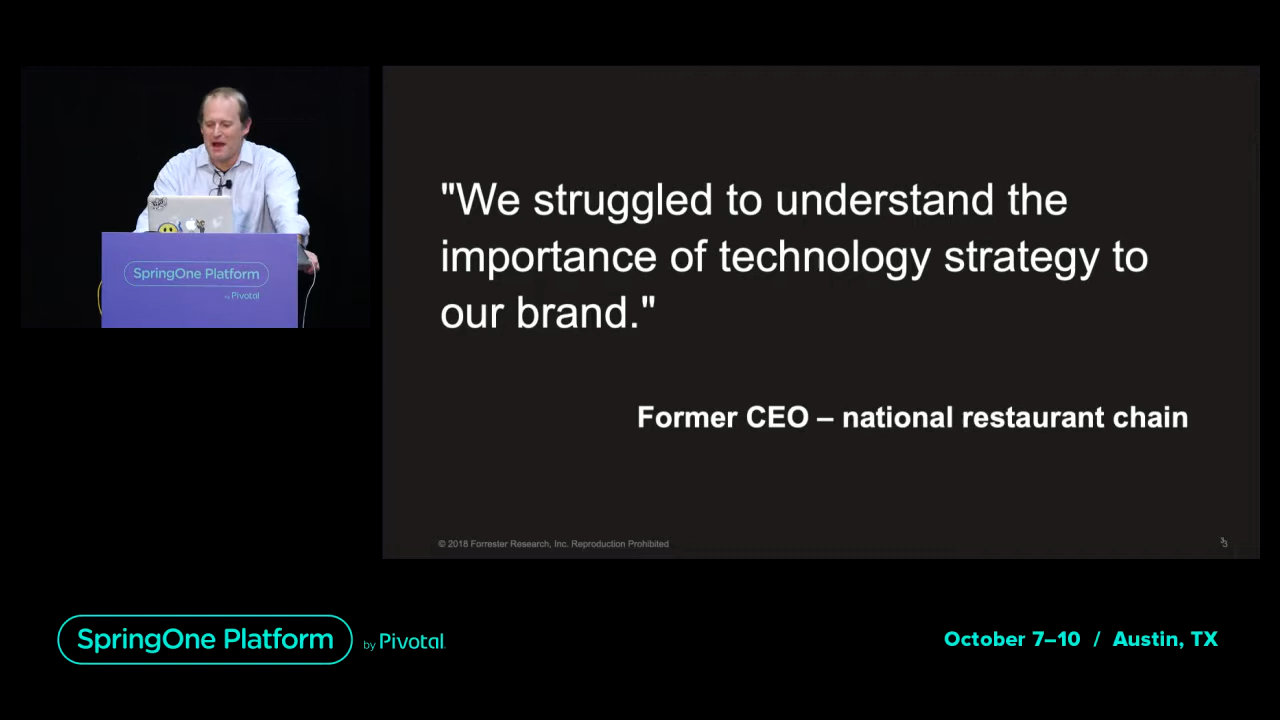 "We struggled to understand the
importance of technology strategy to
our brand."
Former CEO – national restaurant chain
© 2018 Forrester Research, Inc. Reproduction Prohibited
SpringOne Platform
by Pivotal
SpringOne Platform by Pivotal
October 7–10 / Austin, TX